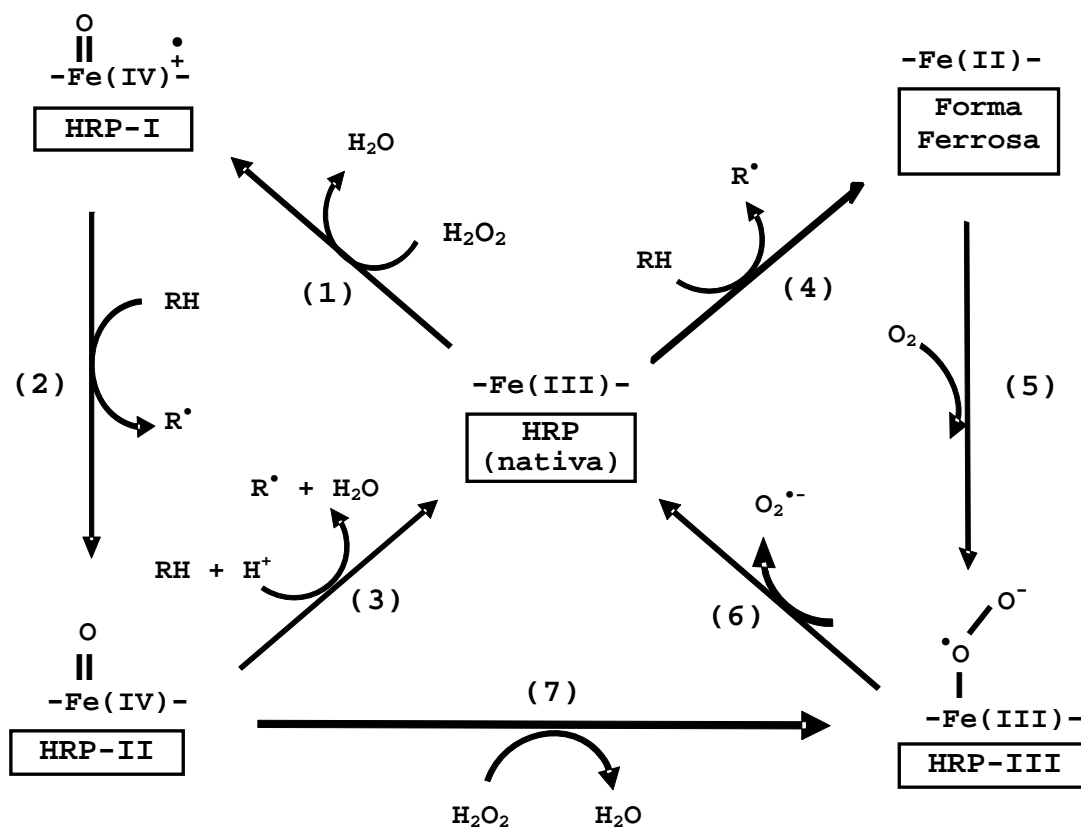 O
-Fe(IV)-•+
HRP-I
-Fe(II)-
Forma
Ferrosa
H₂O
H₂O₂
(1)
R•
RH
(4)
RH
(2)
R•
O₂
(5)
-Fe(III)-
HRP
(nativa)
R• + H₂O
RH + H⁺
(3)
O₂•-
(6)
O
-Fe(IV)-
HRP-II
O⁻
•O
-Fe(III)-
HRP-III
(7)
H₂O₂
H₂O